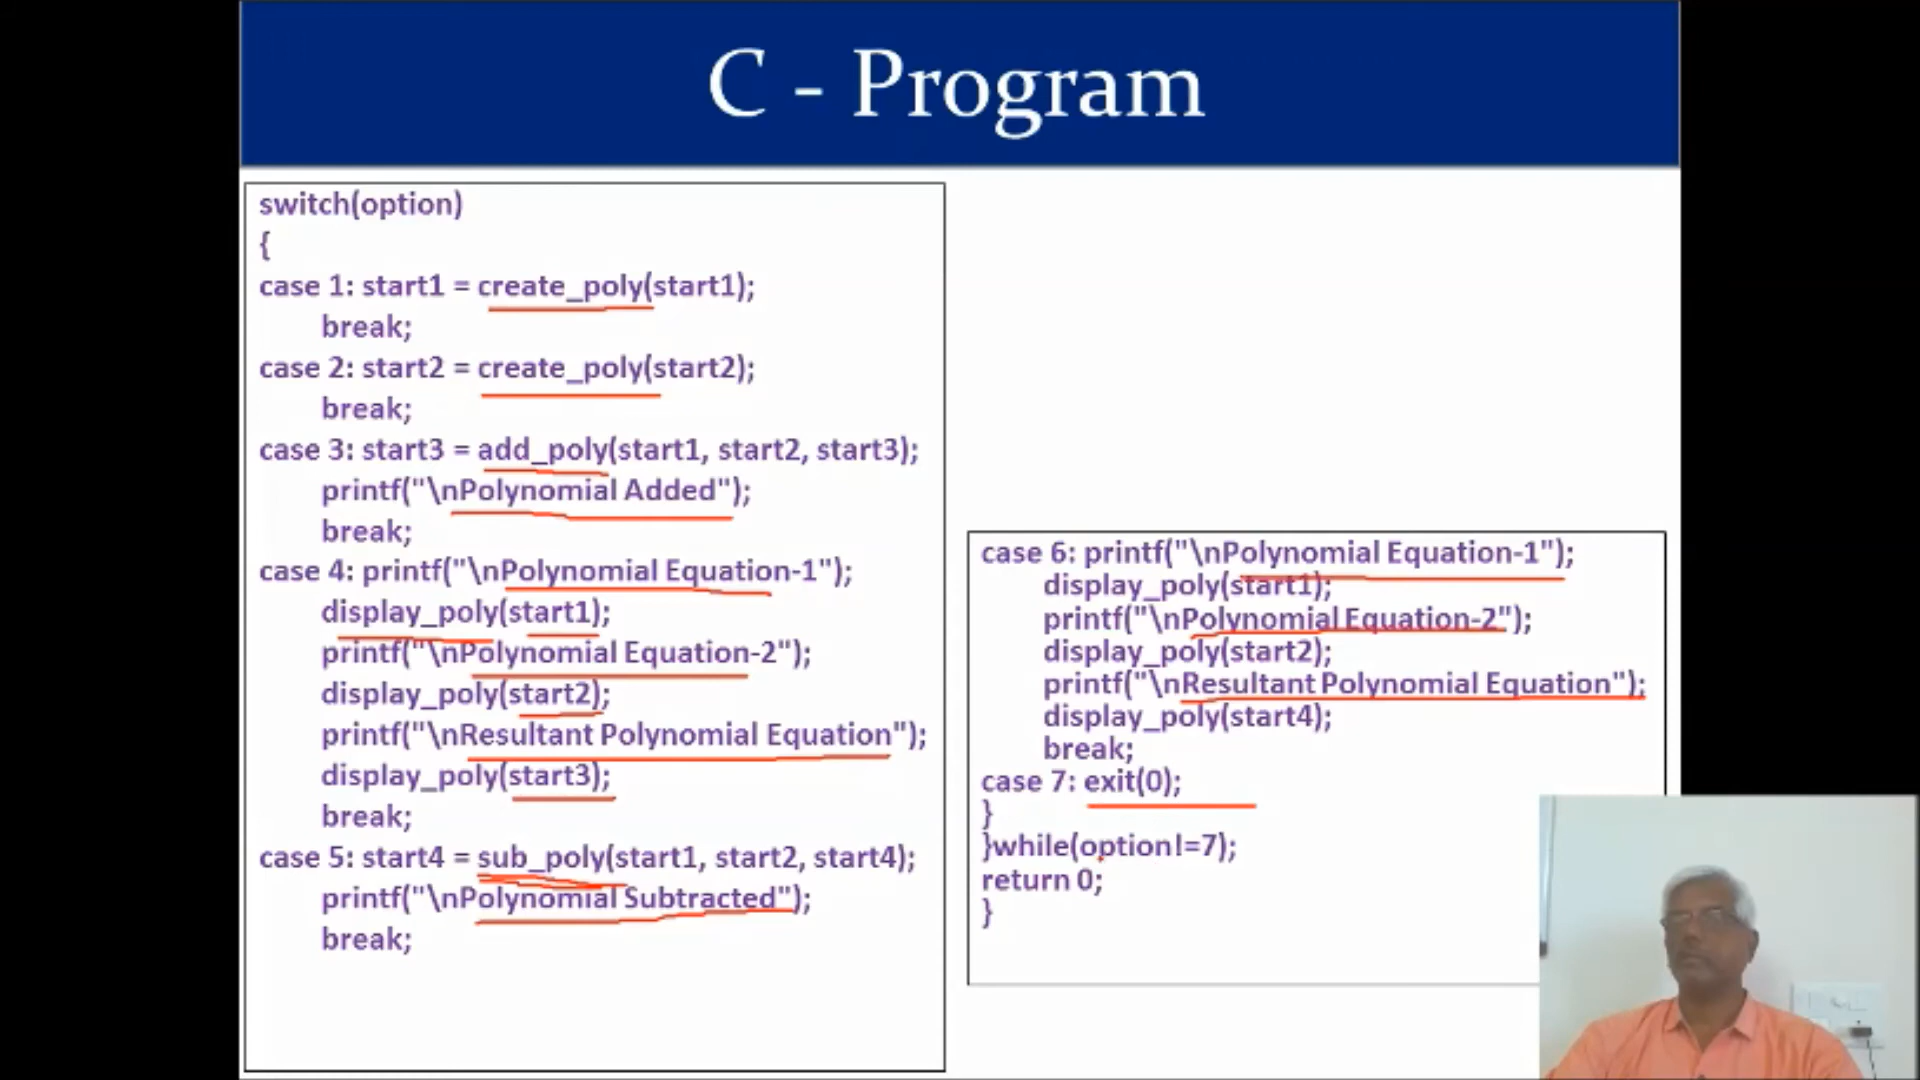 C - Program
switch(option)
{
case 1: start1 = create_poly(start1);
break;
case 2: start2 = create_poly(start2);
break;
case 3: start3 = add_poly(start1, start2, start3);
printf("\nPolynomial Added");
break;
case 4: printf("\nPolynomial Equation-1");
display_poly(start1);
printf("\nPolynomial Equation-2");
display_poly(start2);
printf("\nResultant Polynomial Equation");
display_poly(start3);
break;
case 5: start4 = sub_poly(start1, start2, start4);
printf("\nPolynomial Subtracted");
break;
case 6: printf("\nPolynomial Equation-1");
display_poly(start1);
printf("\nPolynomial Equation-2");
display_poly(start2);
printf("\nResultant Polynomial Equation");
display_poly(start4);
break;
case 7: exit(0);
}
}while(option!=7);
return 0;
}